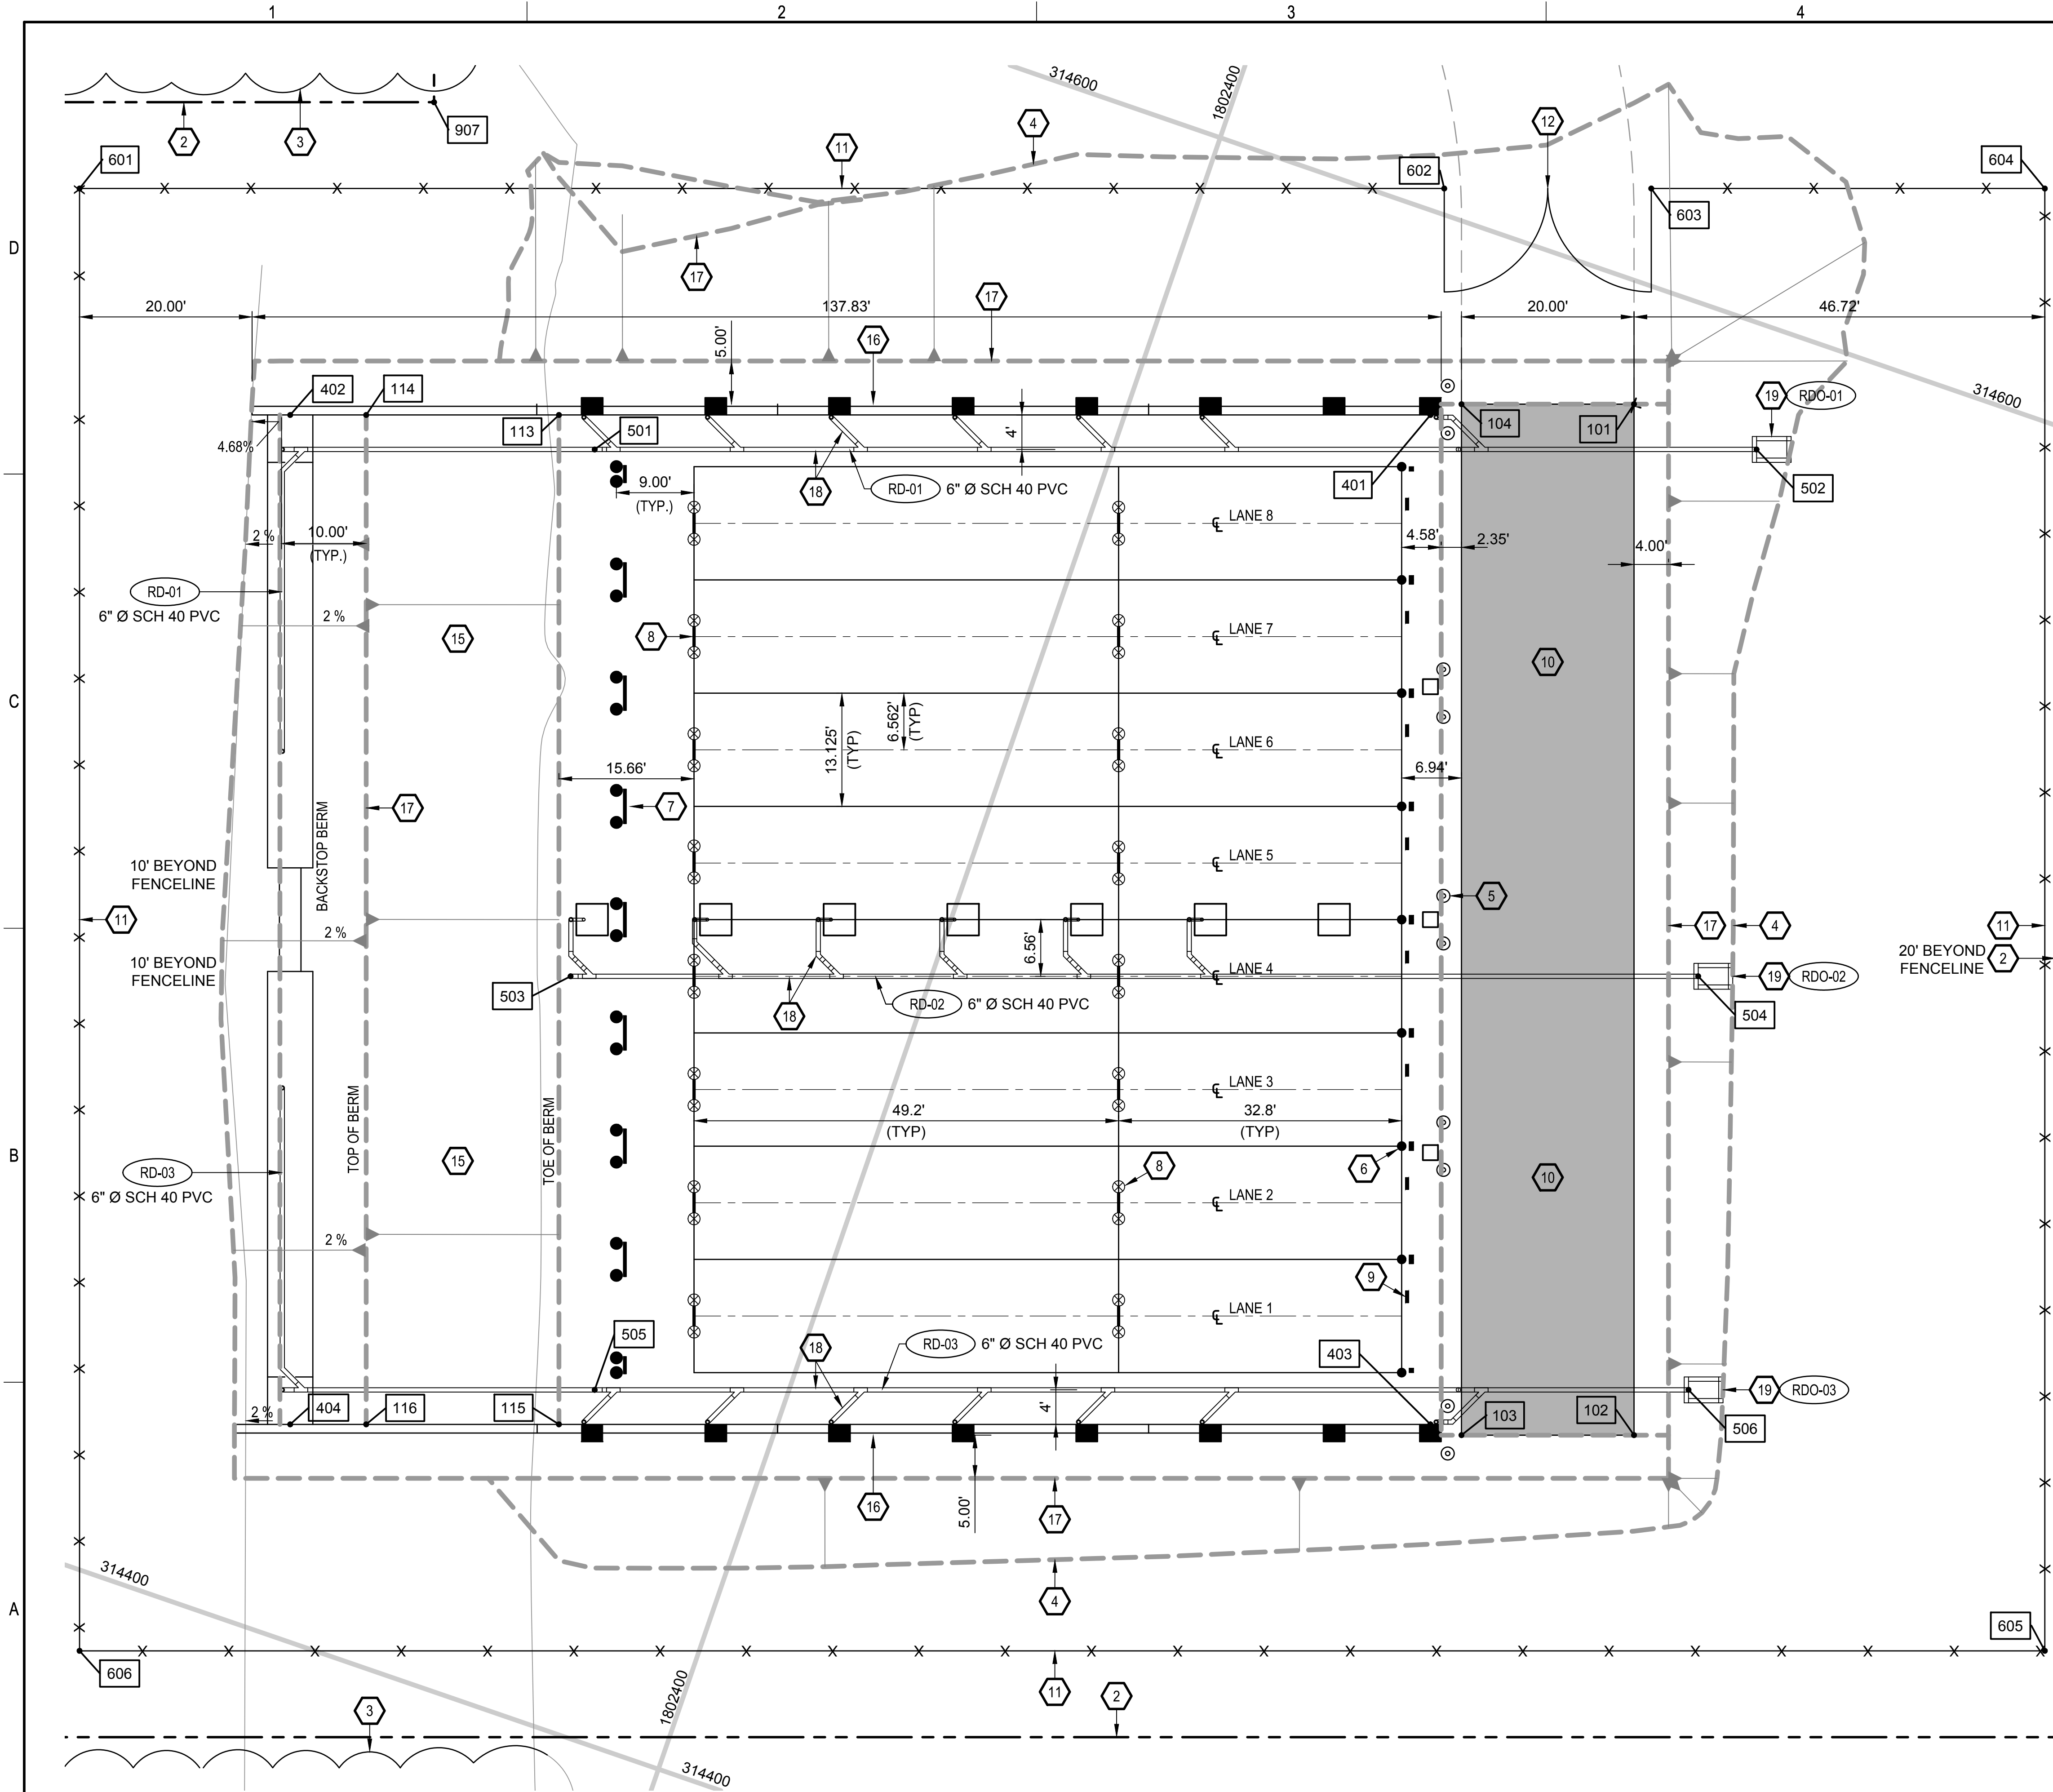 1
2
3
4
314600
1802400
4
12
11
2
3
907
601
602
604
603
D
17
17
20.00'
137.83'
20.00'
46.72'
5.00'
16
402
114
19
RDO-01
314600
113
501
4'
104
101
4.68%
9.00'
(TYP.)
18
RD-01
6" Ø SCH 40 PVC
401
502
LANE 8
2 %
10.00'
(TYP.)
4.58'
2.35'
4.00'
RD-01
6" Ø SCH 40 PVC
2 %
15
8
LANE 7
10
C
6.562'
(TYP)
13.125'
(TYP)
LANE 6
15.66'
6.94'
17
7
BACKSTOP BERM
10' BEYOND
FENCELINE
LANE 5
5
11
2 %
17
4
11
10' BEYOND
FENCELINE
6.56'
LANE 4
20' BEYOND
FENCELINE
2
503
RD-02
6" Ø SCH 40 PVC
18
19
RDO-02
504
TOP OF BERM
TOE OF BERM
LANE 3
49.2'
(TYP)
32.8'
(TYP)
B
RD-03
6" Ø SCH 40 PVC
15
8
6
10
LANE 2
2 %
9
LANE 1
505
18
RD-03
6" Ø SCH 40 PVC
403
19
RDO-03
2 %
404
116
115
4'
103
102
506
16
5.00'
17
314400
4
A
606
605
1802400
11
2
3
314400